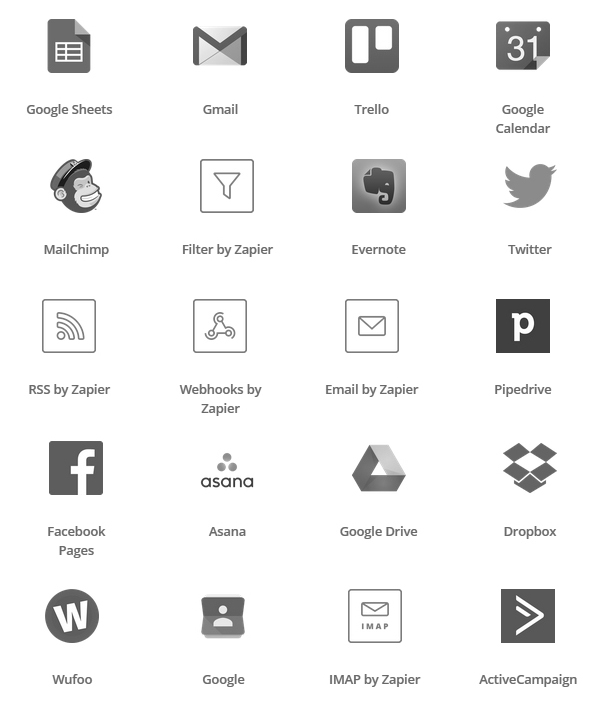 31
Google Sheets
Gmail
Trello
Google
Calendar
MailChimp
Filter by Zapier
Evernote
Twitter
RSS by Zapier
Webhooks by
Zapier
Email by Zapier
p
Pipedrive
f
asana
Facebook
Pages
Asana
Google Drive
Dropbox
W
IMAP
Wufoo
Google
IMAP by Zapier
ActiveCampaign